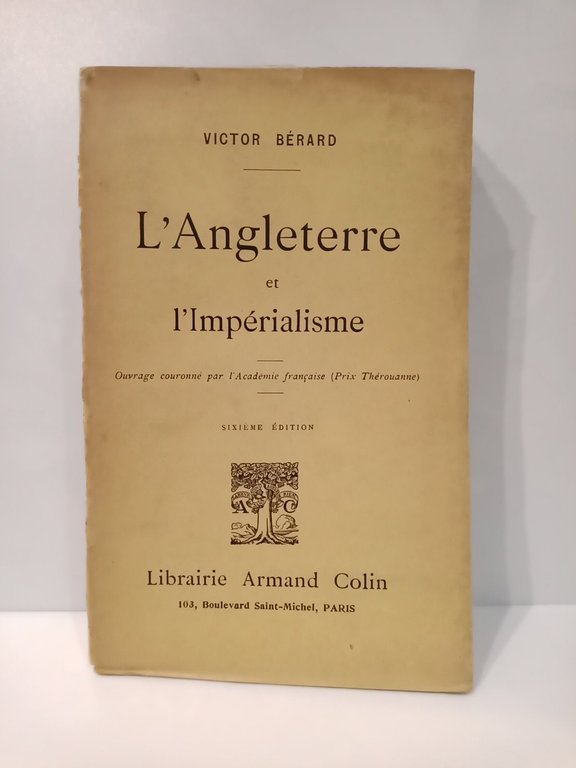 VICTOR BÉRARD
L'Angleterre
et
l'Impérialisme
Ouvrage couronné par l'Académie française (Prix Thérouanne)
SIXIÈME ÉDITION
A C
Librairie Armand Colin
103, Boulevard Saint-Michel, PARIS